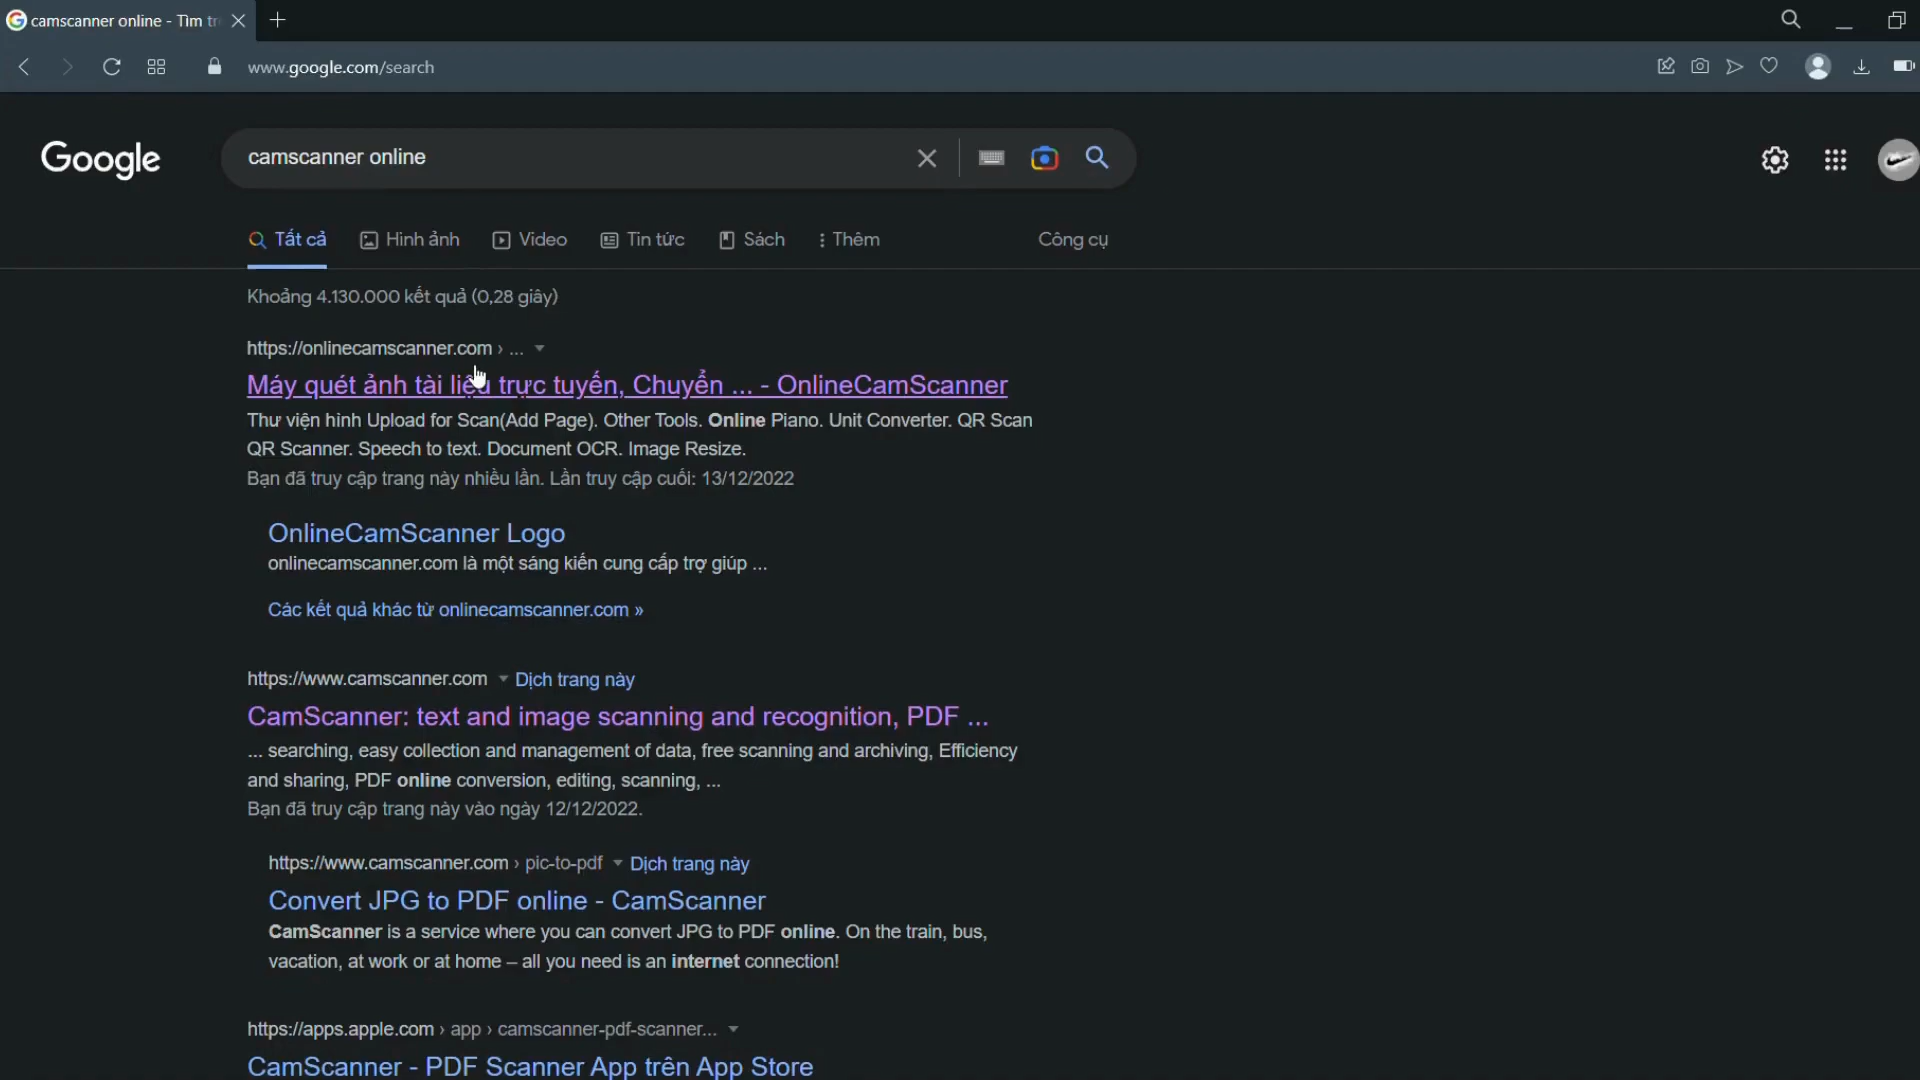 camscanner online - Tìm tr
www.google.com/search
Google
camscanner online
Tất cả
Hình ảnh
Video
Tin tức
Sách
Thêm
Công cụ
Khoảng 4.130.000 kết quả (0,28 giây)
https://onlinecamscanner.com › ...
Máy quét ảnh tài liệu trực tuyến, Chuyển ... - OnlineCamScanner
Thư viện hình Upload for Scan(Add Page). Other Tools. Online Piano. Unit Converter. QR Scan
QR Scanner. Speech to text. Document OCR. Image Resize.
Bạn đã truy cập trang này nhiều lần. Lần truy cập cuối: 13/12/2022
OnlineCamScanner Logo
onlinecamscanner.com là một sáng kiến cung cấp trợ giúp ...
Các kết quả khác từ onlinecamscanner.com »
https://www.camscanner.com Dịch trang này
CamScanner: text and image scanning and recognition, PDF ...
... searching, easy collection and management of data, free scanning and archiving, Efficiency
and sharing, PDF online conversion, editing, scanning, ...
Bạn đã truy cập trang này vào ngày 12/12/2022.
https://www.camscanner.com › pic-to-pdf Dịch trang này
Convert JPG to PDF online - CamScanner
CamScanner is a service where you can convert JPG to PDF online. On the train, bus,
vacation, at work or at home – all you need is an internet connection!
https://apps.apple.com › app › camscanner-pdf-scanner...
CamScanner - PDF Scanner App trên App Store